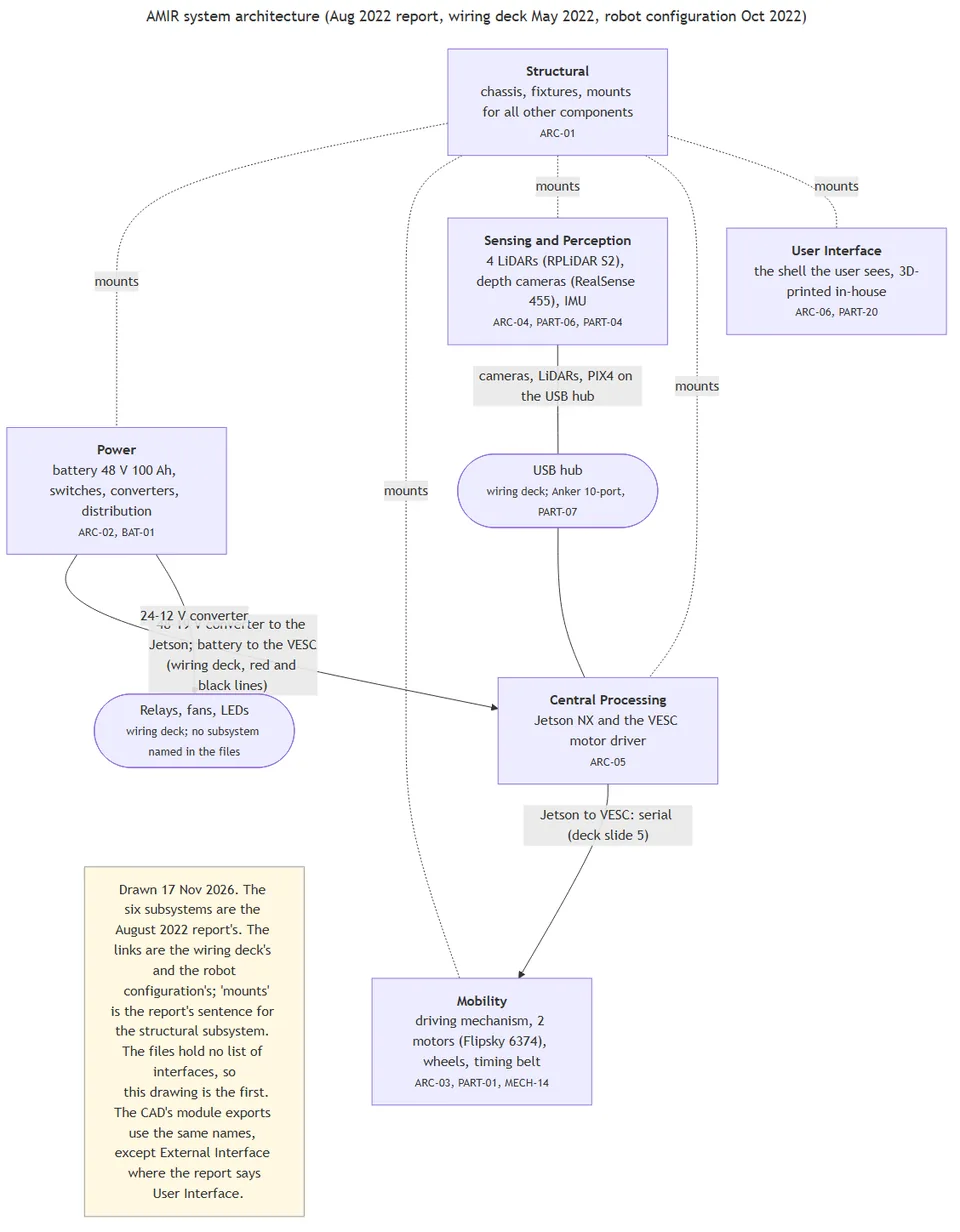 AMIR system architecture (Aug 2022 report, wiring deck May 2022, robot configuration Oct 2022)
Structural
chassis, fixtures, mounts
for all other components
ARC-01
mounts
mounts
Sensing and Perception
4 LiDARs (RPLiDAR S2),
depth cameras (RealSense
455), IMU
ARC-04, PART-06, PART-04
User Interface
the shell the user sees, 3D-
printed in-house
ARC-06, PART-20
mounts
cameras, LiDARs, PIX4 on
the USB hub
mounts
Power
battery 48 V 100 Ah,
switches, converters,
distribution
ARC-02, BAT-01
mounts
USB hub
wiring deck; Anker 10-port,
PART-07
24-12 V converter
converter to the
Jetson; battery to the VESC
(wiring deck, red and
black lines)
Relays, fans, LEDs
wiring deck; no subsystem
named in the files
Central Processing
Jetson NX and the VESC
motor driver
ARC-05
Jetson to VESC: serial
(deck slide 5)
Drawn 17 Nov 2026. The
six subsystems are the
August 2022 report's. The
links are the wiring deck's
and the robot
configuration's; 'mounts'
is the report's sentence for
the structural subsystem.
The files hold no list of
interfaces, so
this drawing is the first.
The CAD's module exports
use the same names,
except External Interface
where the report says
User Interface.
Mobility
driving mechanism, 2
motors (Flipsky 6374),
wheels, timing belt
ARC-03, PART-01, MECH-14